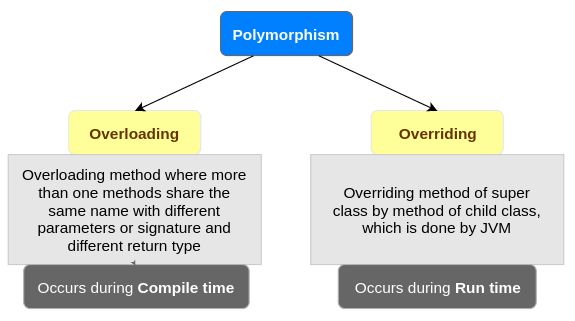 Polymorphism
Overloading
Overriding
Overloading method where more
than one methods share the
same name with different
parameters or signature and
different return type
Overriding method of super
class by method of child class,
which is done by JVM
Occurs during Compile time
Occurs during Run time